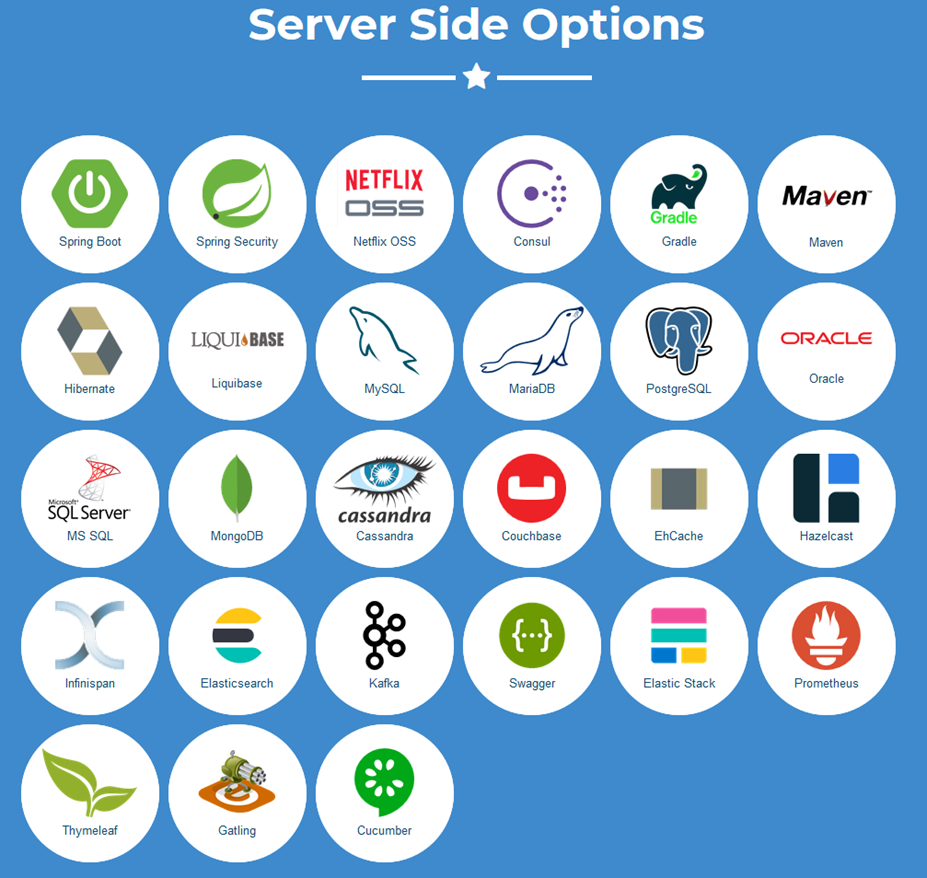 Server Side Options
NETFLIX
OSS
Gradle
Maven™
Spring Boot
Spring Security
Netflix OSS
Consul
Gradle
Maven
LIQUIBASE
ORACLE
Hibernate
Liquibase
MySQL
MariaDB
PostgreSQL
Oracle
Microsoft®
SQL Server®
cassandra
MS SQL
MongoDB
Cassandra
Couchbase
EhCache
Hazelcast
{...}
Infinispan
Elasticsearch
Kafka
Swagger
Elastic Stack
Prometheus
Thymeleaf
Gatling
Cucumber